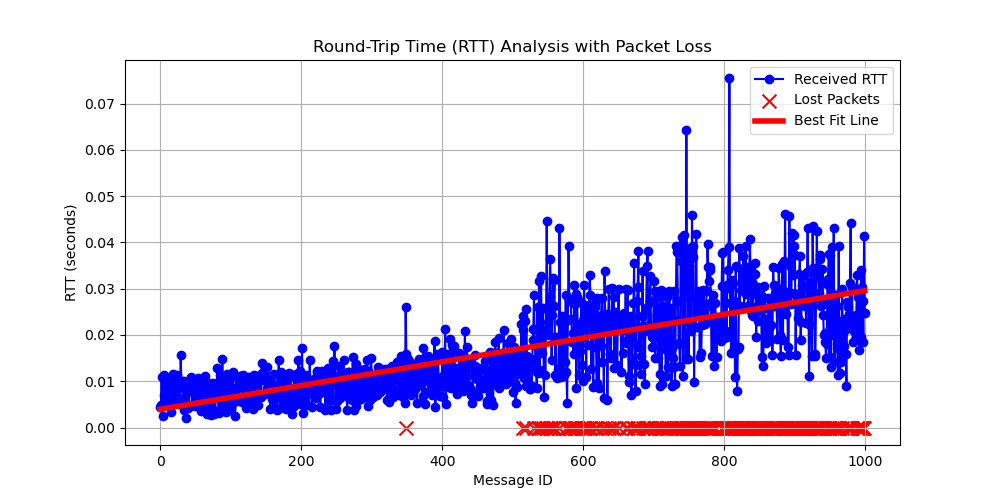 Round-Trip Time (RTT) Analysis with Packet Loss
Received RTT
Lost Packets
Best Fit Line
RTT (seconds)
0.07
0.06
0.05
0.04
0.03
0.02
0.01
0.00
0 200 400 600 800 1000
Message ID